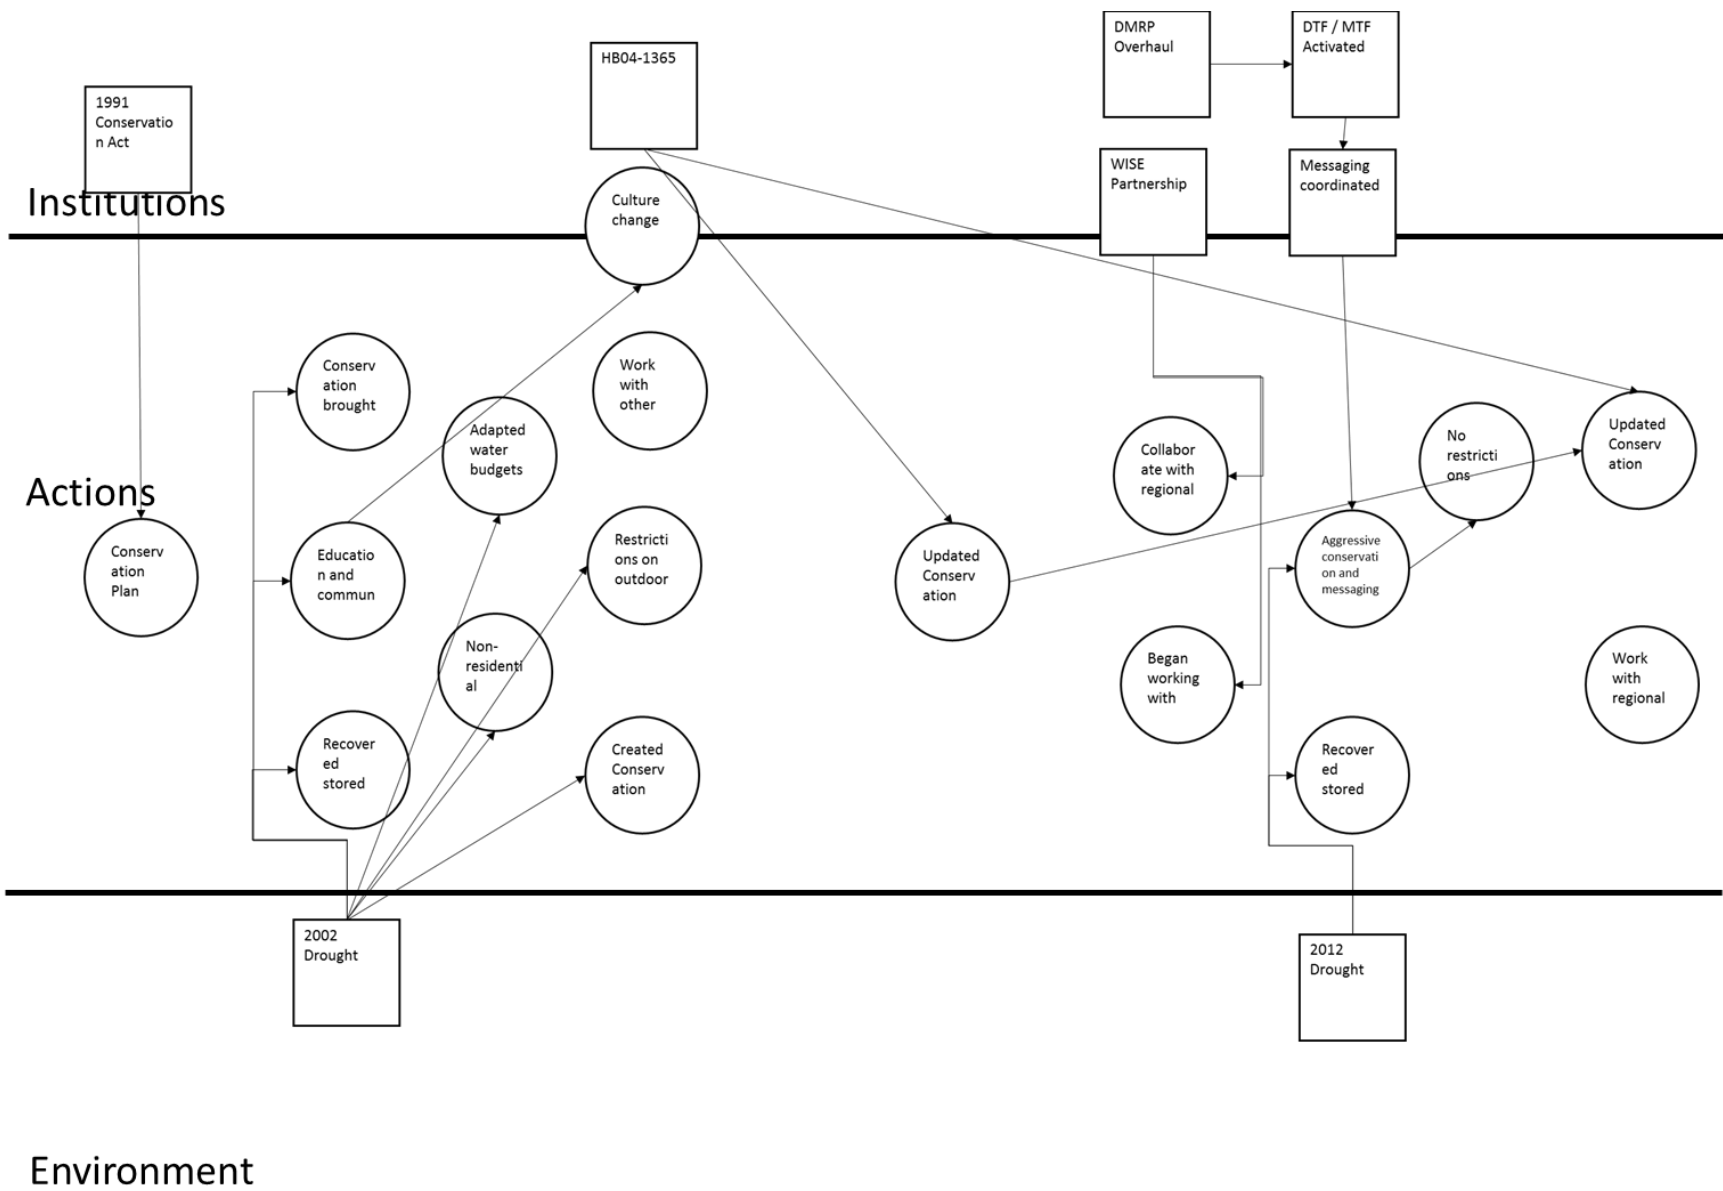 DMRP
Overhaul
DTF / MTF
Activated
HB04-1365
1991
Conservatio
n Act
WISE
Partnership
Messaging
coordinated
Institutions
Culture
change
Conserv
ation
brought
Work
with
other
Adapted
water
budgets
Collabor
ate with
regional
No
restricti
ons
Updated
Conserv
ation
Actions
Conserv
ation
Plan
Educatio
n and
commun
Restricti
ons on
outdoor
Updated
Conserv
ation
Aggressive
conservati
on and
messaging
Non-
residenti
al
Began
working
with
Work
with
regional
Recover
ed
stored
Created
Conserv
ation
Recover
ed
stored
2002
Drought
2012
Drought
Environment